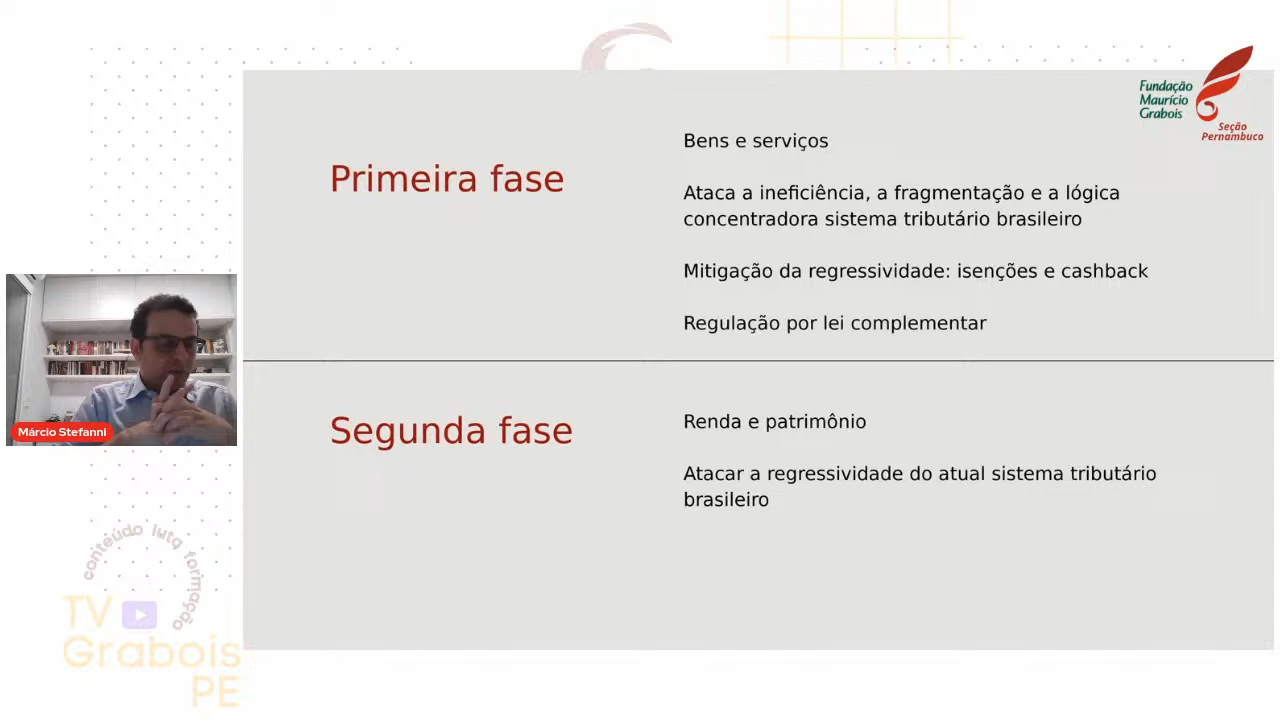 Fundação
Maurício
Grabois
Seção
Pernambuco
Primeira fase
Bens e serviços
Ataca a ineficiência, a fragmentação e a lógica
concentradora sistema tributário brasileiro
Mitigação da regressividade: isenções e cashback
Regulação por lei complementar
Segunda fase
Renda e patrimônio
Atacar a regressividade do atual sistema tributário
brasileiro
Márcio Stefanni
conteúdo luta formação
TV
Grabois
PE